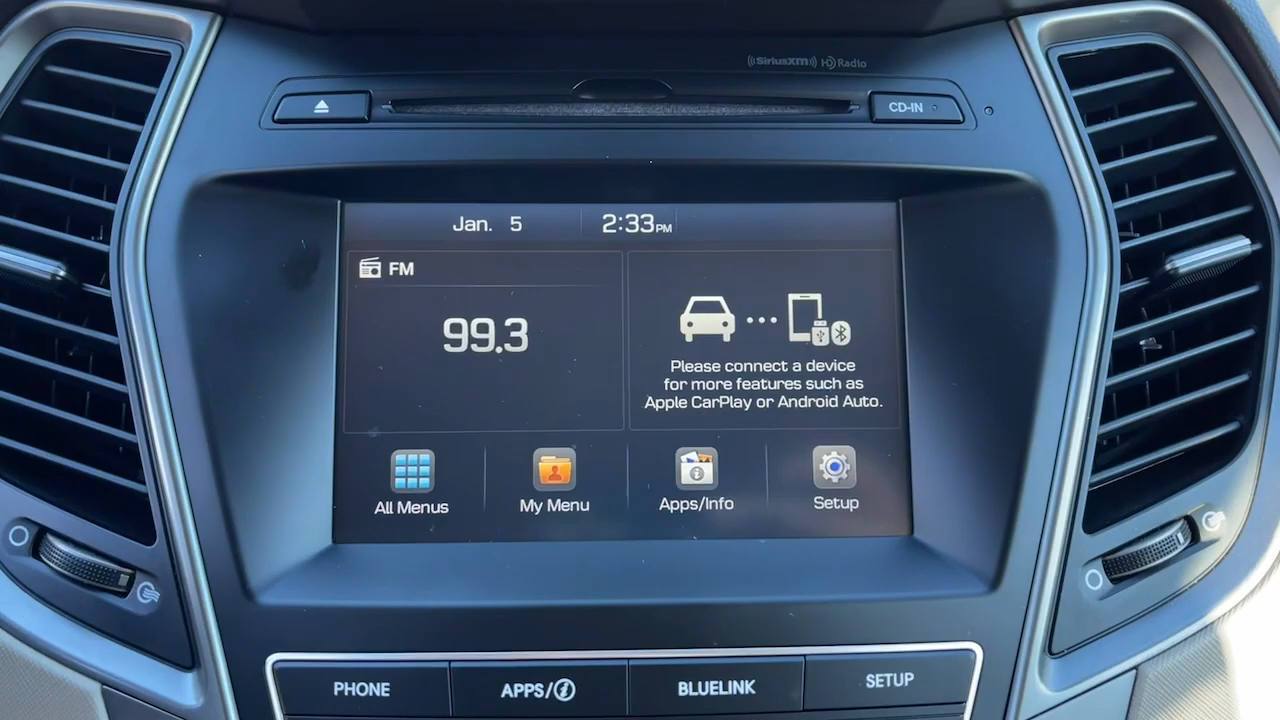 ((SiriusXM)) HD Radio
CD-IN
Jan. 5 2:33PM
FM
99.3
Please connect a device
for more features such as
Apple CarPlay or Android Auto.
All Menus My Menu Apps/Info Setup
PHONE APPS/i BLUELINK SETUP